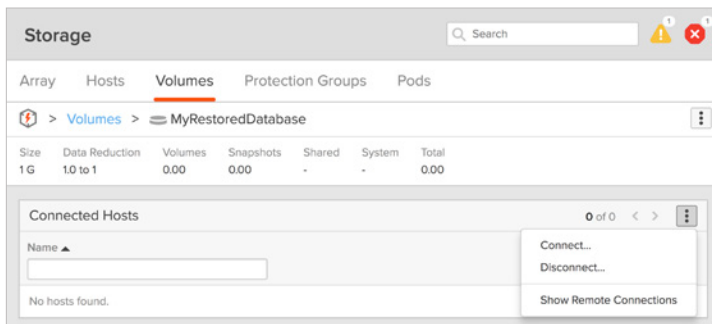 Storage
Search
1
1
Array Hosts Volumes Protection Groups Pods
> Volumes > MyRestoredDatabase
Size Data Reduction Volumes Snapshots Shared System Total
1 G 1.0 to 1 0.00 0.00 - - 0.00
Connected Hosts 0 of 0 < >
Name ▲
Connect...
Disconnect...
No hosts found.
Show Remote Connections